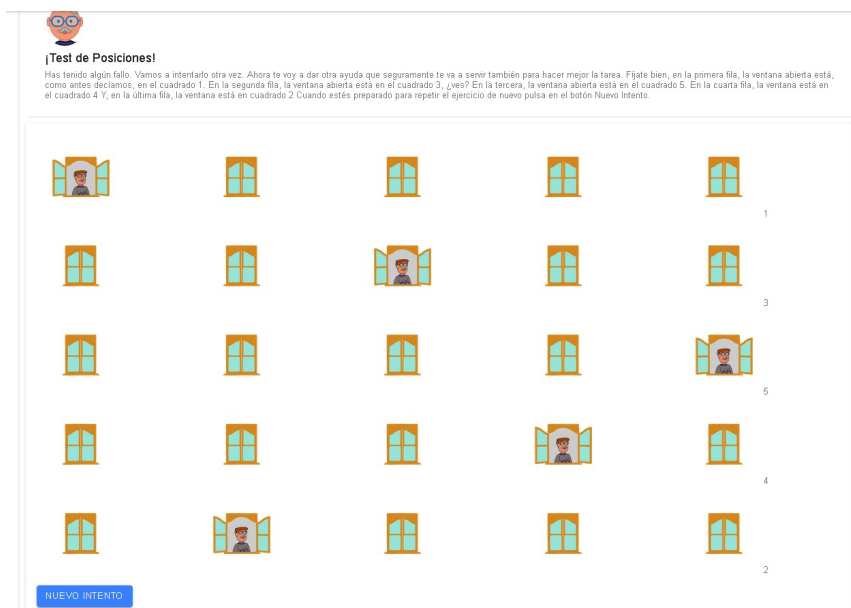 ¡Test de Posiciones!
Has tenido algún fallo. Vamos a intentarlo otra vez. Ahora te voy a dar otra ayuda que seguramente te va a servir también para hacer mejor la tarea. Fíjate bien, en la primera fila, la ventana abierta está,
como antes decíamos, en el cuadrado 1. En la segunda fila, la ventana abierta está en el cuadrado 3, ¿ves? En la tercera, la ventana abierta está en el cuadrado 5. En la cuarta fila, la ventana está en
el cuadrado 4 Y, en la última fila, la ventana está en cuadrado 2 Cuando estés preparado para repetir el ejercicio de nuevo pulsa en el botón Nuevo Intento.
1
3
5
4
2
NUEVO INTENTO